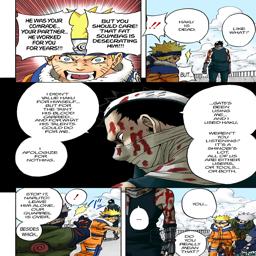 HE WAS YOUR
COMRADE,
YOUR PARTNER...
HE WORKED
FOR YOU
FOR YEARS!!
BUT YOU
SHOULD CARE!
THAT FAT
SCUMBAG IS
DESECRATING
HIM!!!
HAKU
IS
DEAD.
LIKE
WHAT?
BUT...
I DIDN'T
VALUE HAKU
FOR HIMSELF...
BUT FOR
THE
BLOOD HE
CARRIED
AND FOR WHAT
HIS TALENTS
COULD DO
FOR ME.
I
APOLOGIZE
FOR
NOTHING.
...GATO'S
BEEN
USING
ME...
AND I
USED HAKU.
WEREN'T
YOU
LISTENING?
IT'S A
SHINOBI'S
LOT.
ALL OF US
ARE EITHER
USERS,
OR TOOLS...
OR BOTH.
STOP IT,
NARUTO!
LEAVE
HIM ALONE.
OUR
QUARREL
IS OVER.
BESIDES
WHICH...
YOU...
DO YOU
REALLY
MEAN
THAT?